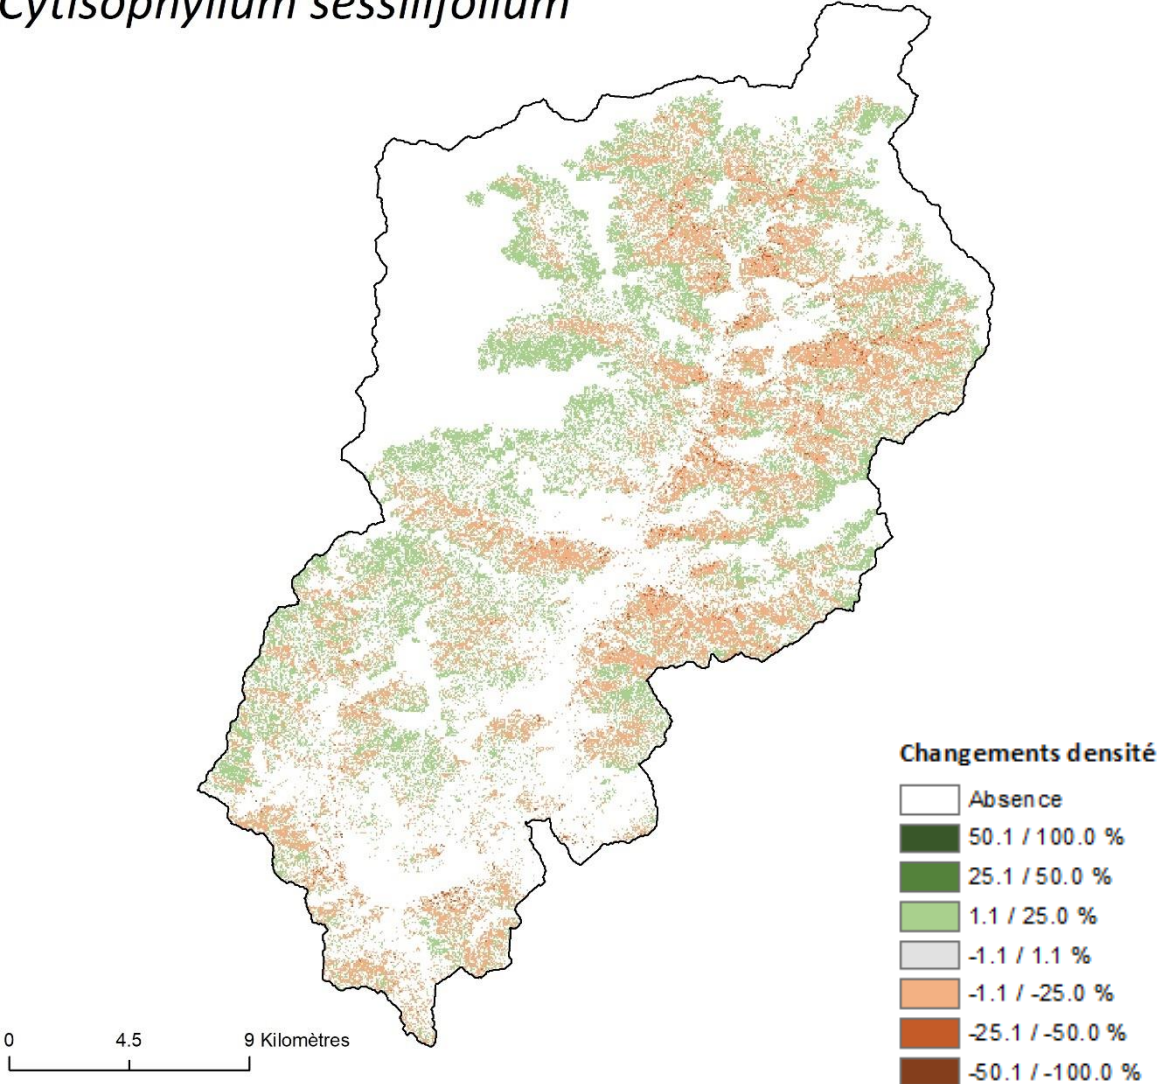 Cytisophyllum sessilifolium
Changements densité
Absence
50.1 / 100.0 %
25.1 / 50.0 %
1.1 / 25.0 %
-1.1 / 1.1 %
-1.1 / -25.0 %
-25.1 / -50.0 %
-50.1 / -100.0 %
0 4.5 9 Kilomètres